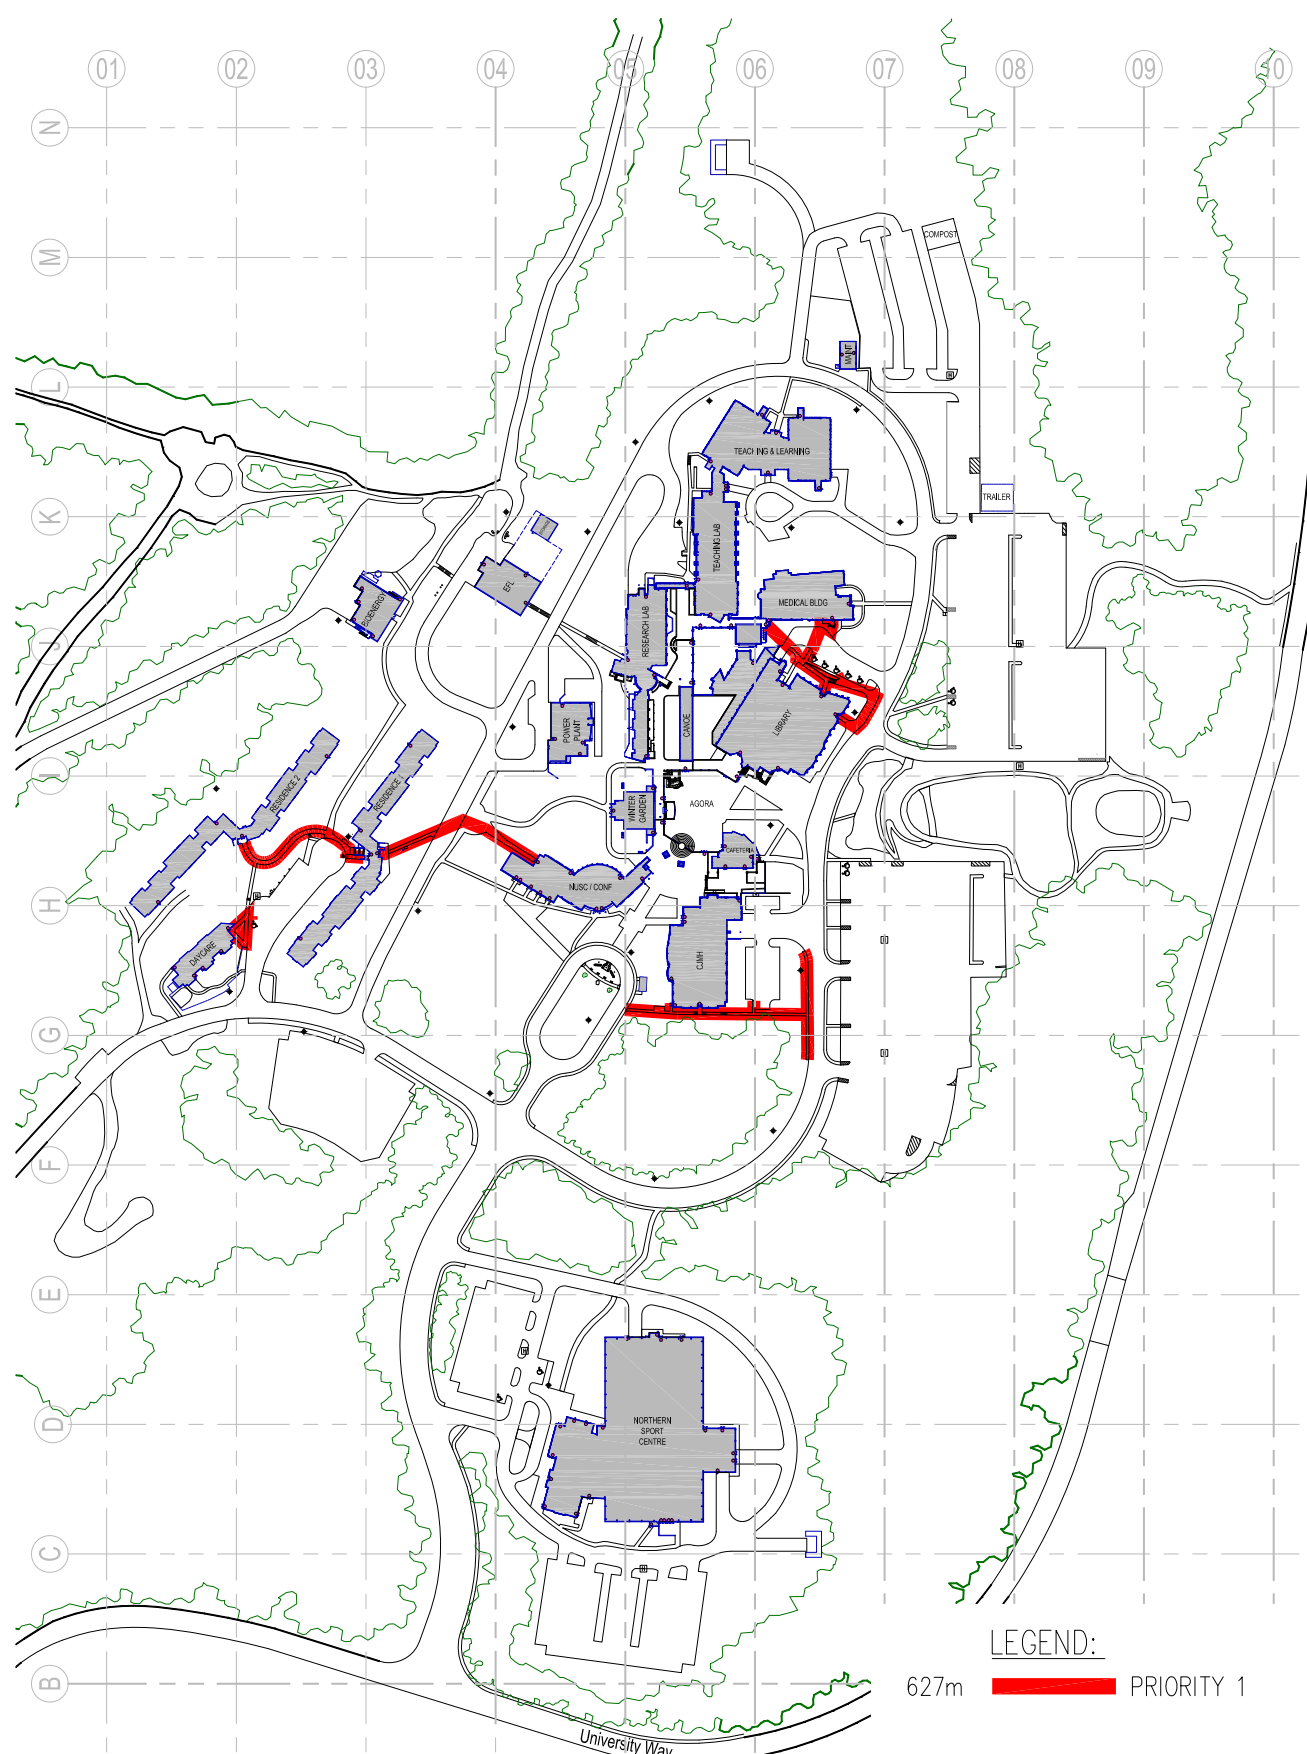 01 02 03 04 05 06 07 08 09 10
N
M
COMPOST
MAINT
L
TEACHING & LEARNING
TRAILER
K
TEACHING LAB
EFL
BIOENERGY
MEDICAL BLDG
RESEARCH LAB
J
LIBRARY
CANOE
POWER
PLANT
I
RESIDENCE 2
RESIDENCE 1
WINTER
GARDEN
AGORA
CAFETERIA
NUSC / CONF
H
DAYCARE
CJMH
G
F
E
NORTHERN
SPORT
CENTRE
D
C
LEGEND:
B
627m PRIORITY 1
University Way